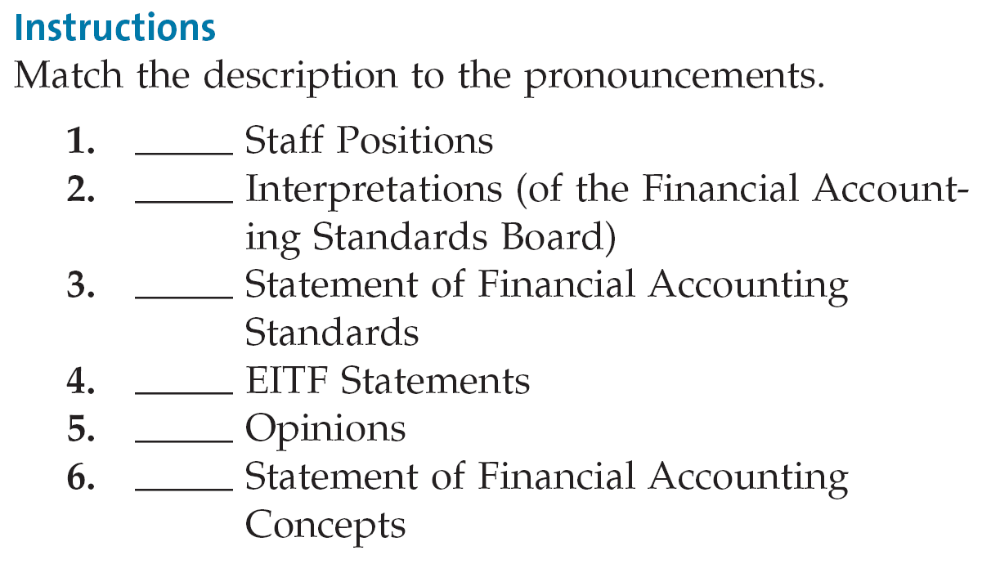 Instructions
Match the description to the pronouncements.
1. _____ Staff Positions
2. _____ Interpretations (of the Financial Account-
ing Standards Board)
3. _____ Statement of Financial Accounting
Standards
4. _____ EITF Statements
5. _____ Opinions
6. _____ Statement of Financial Accounting
Concepts